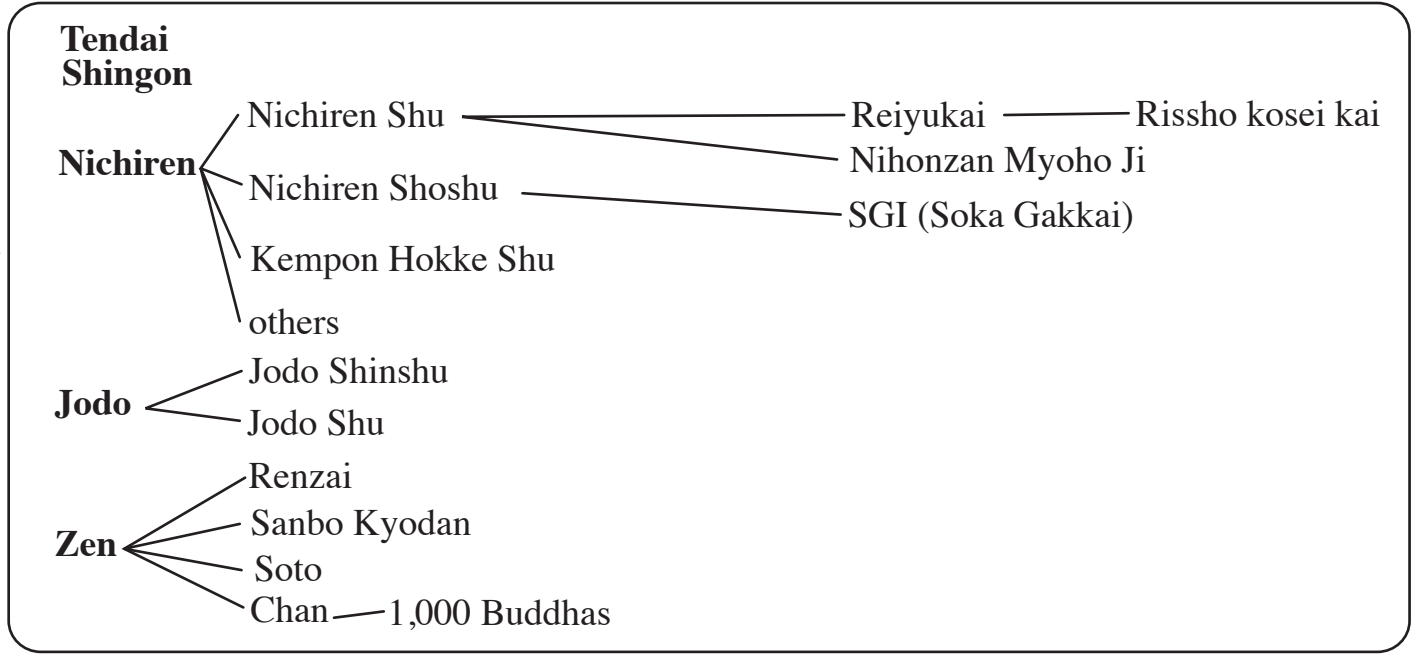 Tendai
Shingon
Nichiren Shu
Reiyukai
Rissho kosei kai
Nihonzan Myoho Ji
Nichiren
Nichiren Shoshu
SGI (Soka Gakkai)
Kempon Hokke Shu
others
Jodo Shinshu
Jodo
Jodo Shu
Renzai
Sanbo Kyodan
Zen
Soto
Chan
1,000 Buddhas